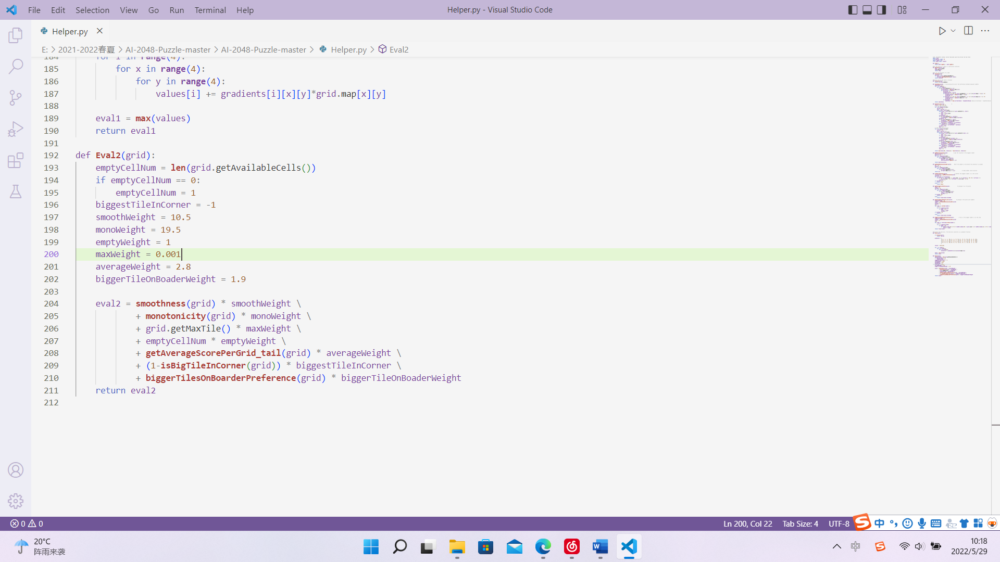 File Edit Selection View Go Run Terminal Help
Helper.py - Visual Studio Code
Helper.py
E: > 2021-2022春夏 > AI-2048-Puzzle-master > AI-2048-Puzzle-master > Helper.py > Eval2
184 for i in range(4):
185 for x in range(4):
186 for y in range(4):
187 values[i] += gradients[i][x][y]*grid.map[x][y]
188
189 eval1 = max(values)
190 return eval1
191
192 def Eval2(grid):
193 emptyCellNum = len(grid.getAvailableCells())
194 if emptyCellNum == 0:
195 emptyCellNum = 1
196 biggestTileInCorner = -1
197 smoothWeight = 10.5
198 monoWeight = 19.5
199 emptyWeight = 1
200 maxWeight = 0.001
201 averageWeight = 2.8
202 biggerTileOnBoaderWeight = 1.9
203
204 eval2 = smoothness(grid) * smoothWeight \
205 + monotonicity(grid) * monoWeight \
206 + grid.getMaxTile() * maxWeight \
207 + emptyCellNum * emptyWeight \
208 + getAverageScorePerGrid_tail(grid) * averageWeight \
209 + (1-isBigTileInCorner(grid)) * biggestTileInCorner \
210 + biggerTilesOnBoarderPreference(grid) * biggerTileOnBoaderWeight
211 return eval2
212
0 0
Ln 200, Col 22 Tab Size: 4 UTF-8
中
20°C
阵雨来袭
中
10:18
2022/5/29